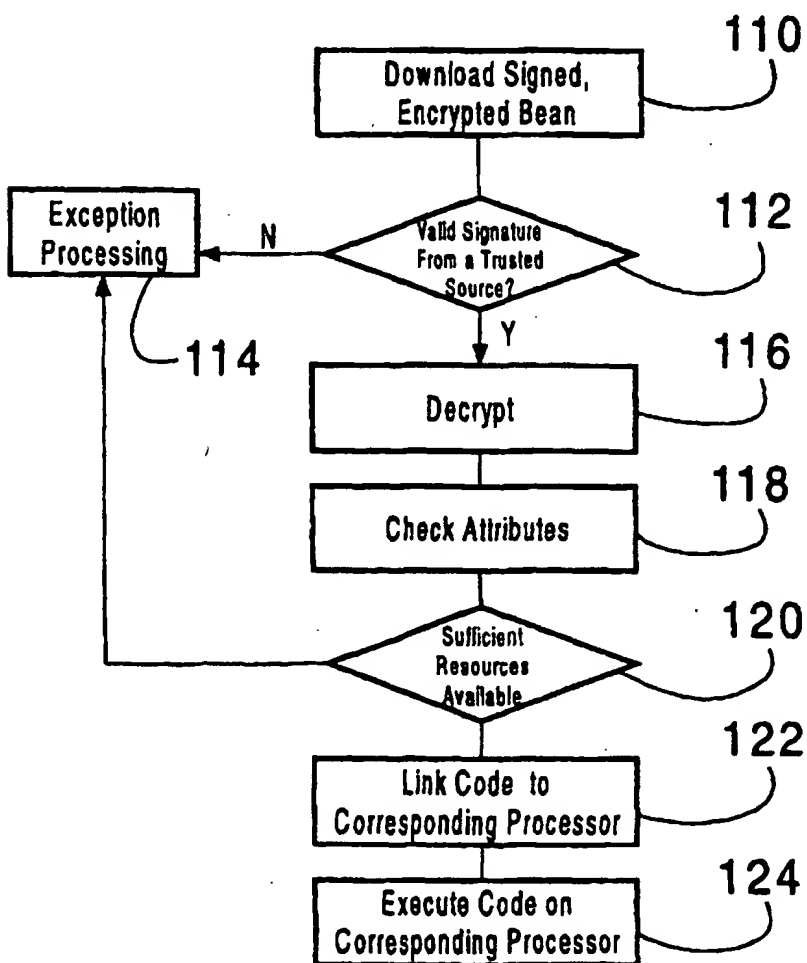 110
Download Signed,
Encrypted Bean
112
Exception
Processing
N
Valid Signature
From a Trusted
Source?
Y
114
116
Decrypt
118
Check Attributes
120
Sufficient
Resources
Available
122
Link Code to
Corresponding Processor
124
Execute Code on
Corresponding Processor